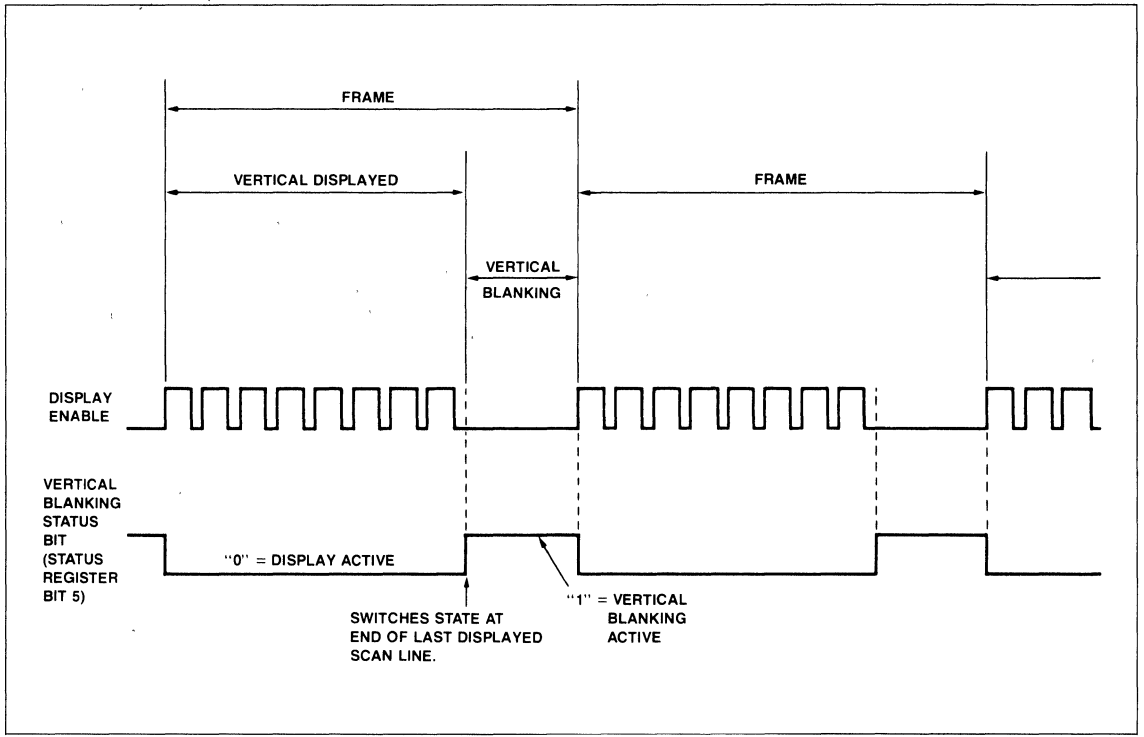 FRAME
VERTICAL DISPLAYED
FRAME
VERTICAL
BLANKING
DISPLAY
ENABLE
VERTICAL
BLANKING
STATUS
BIT
(STATUS
REGISTER
BIT 5)
“0” = DISPLAY ACTIVE
SWITCHES STATE AT
END OF LAST DISPLAYED
SCAN LINE.
“1” = VERTICAL
BLANKING
ACTIVE